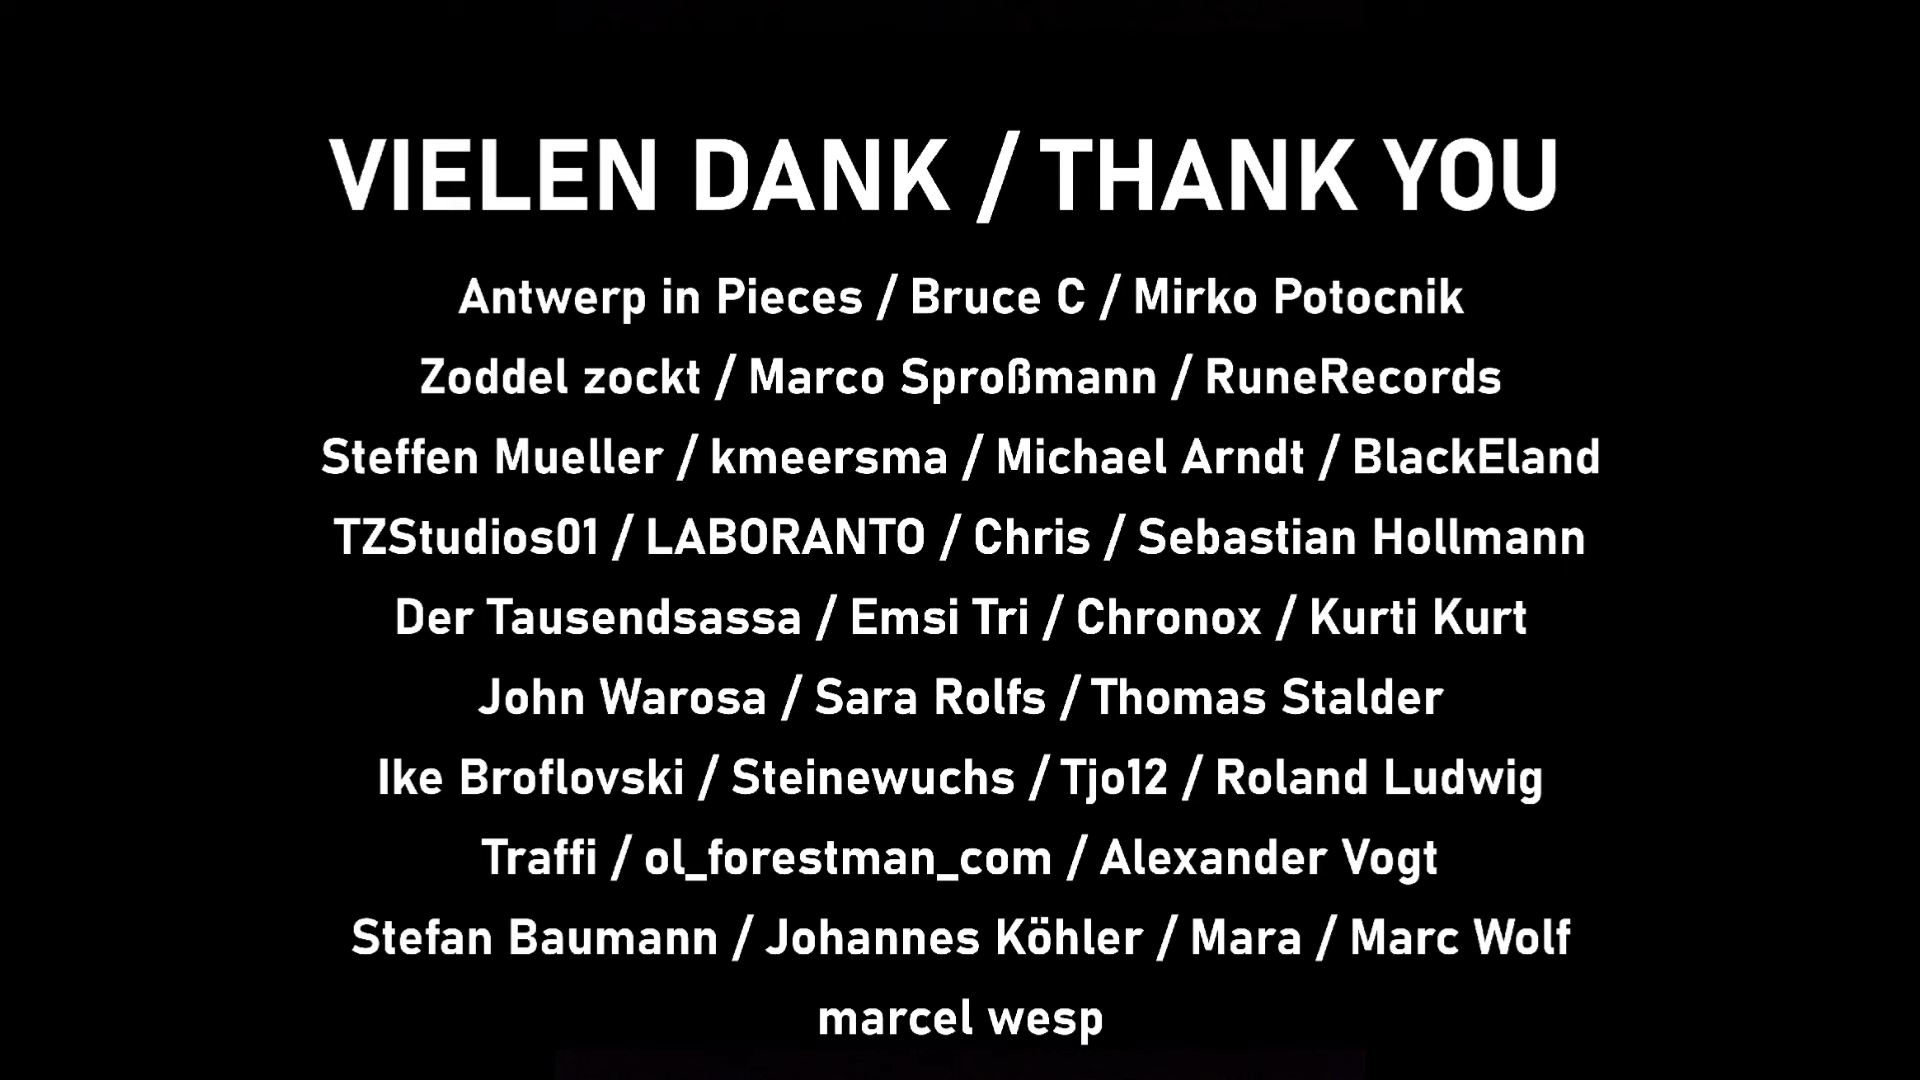 VIELEN DANK / THANK YOU
Antwerp in Pieces / Bruce C / Mirko Potocnik
Zoddel zockt / Marco Sproßmann / RuneRecords
Steffen Mueller / kmeersma / Michael Arndt / BlackEland
TZStudios01 / LABORANTO / Chris / Sebastian Hollmann
Der Tausendsassa / Emsi Tri / Chronox / Kurti Kurt
John Warosa / Sara Rolfs / Thomas Stalder
Ike Broflovski / Steinewuchs / Tjo12 / Roland Ludwig
Traffi / ol_forestman_com / Alexander Vogt
Stefan Baumann / Johannes Köhler / Mara / Marc Wolf
marcel wesp